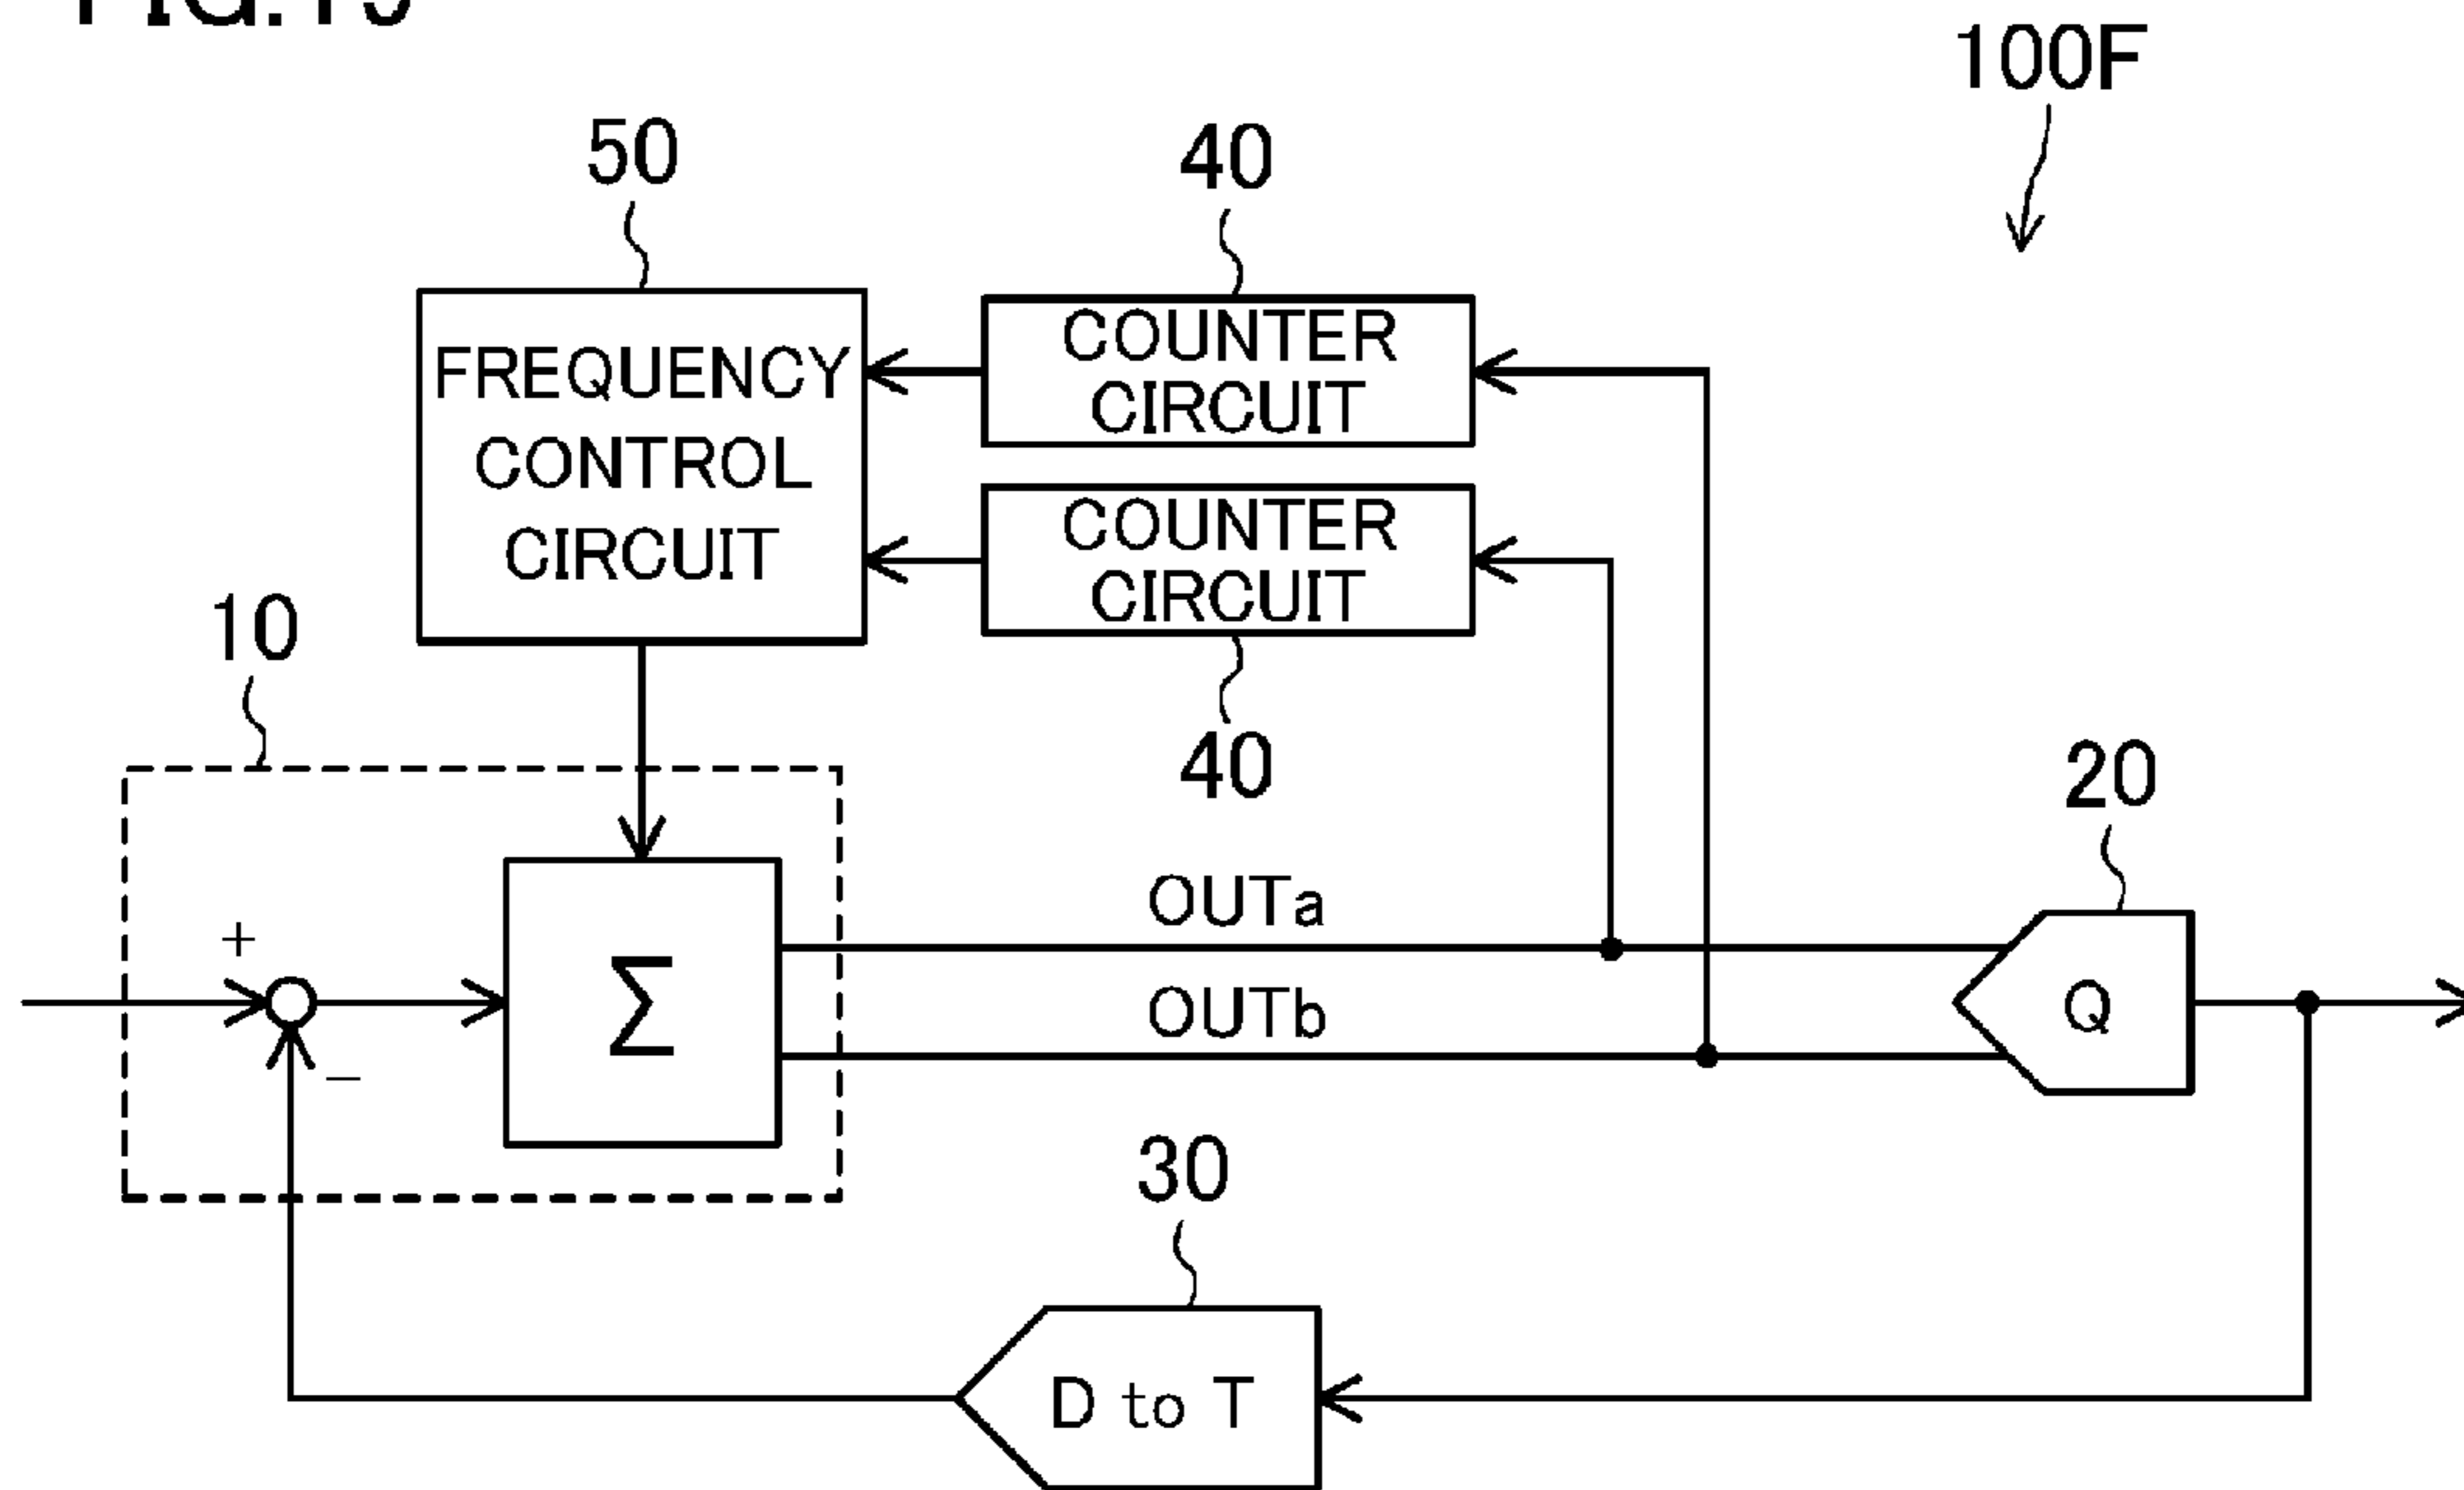 100F
50
40
FREQUENCY
CONTROL
CIRCUIT
COUNTER
CIRCUIT
COUNTER
CIRCUIT
10
40
20
+
−
Σ
OUTa
OUTb
Q
30
D to T